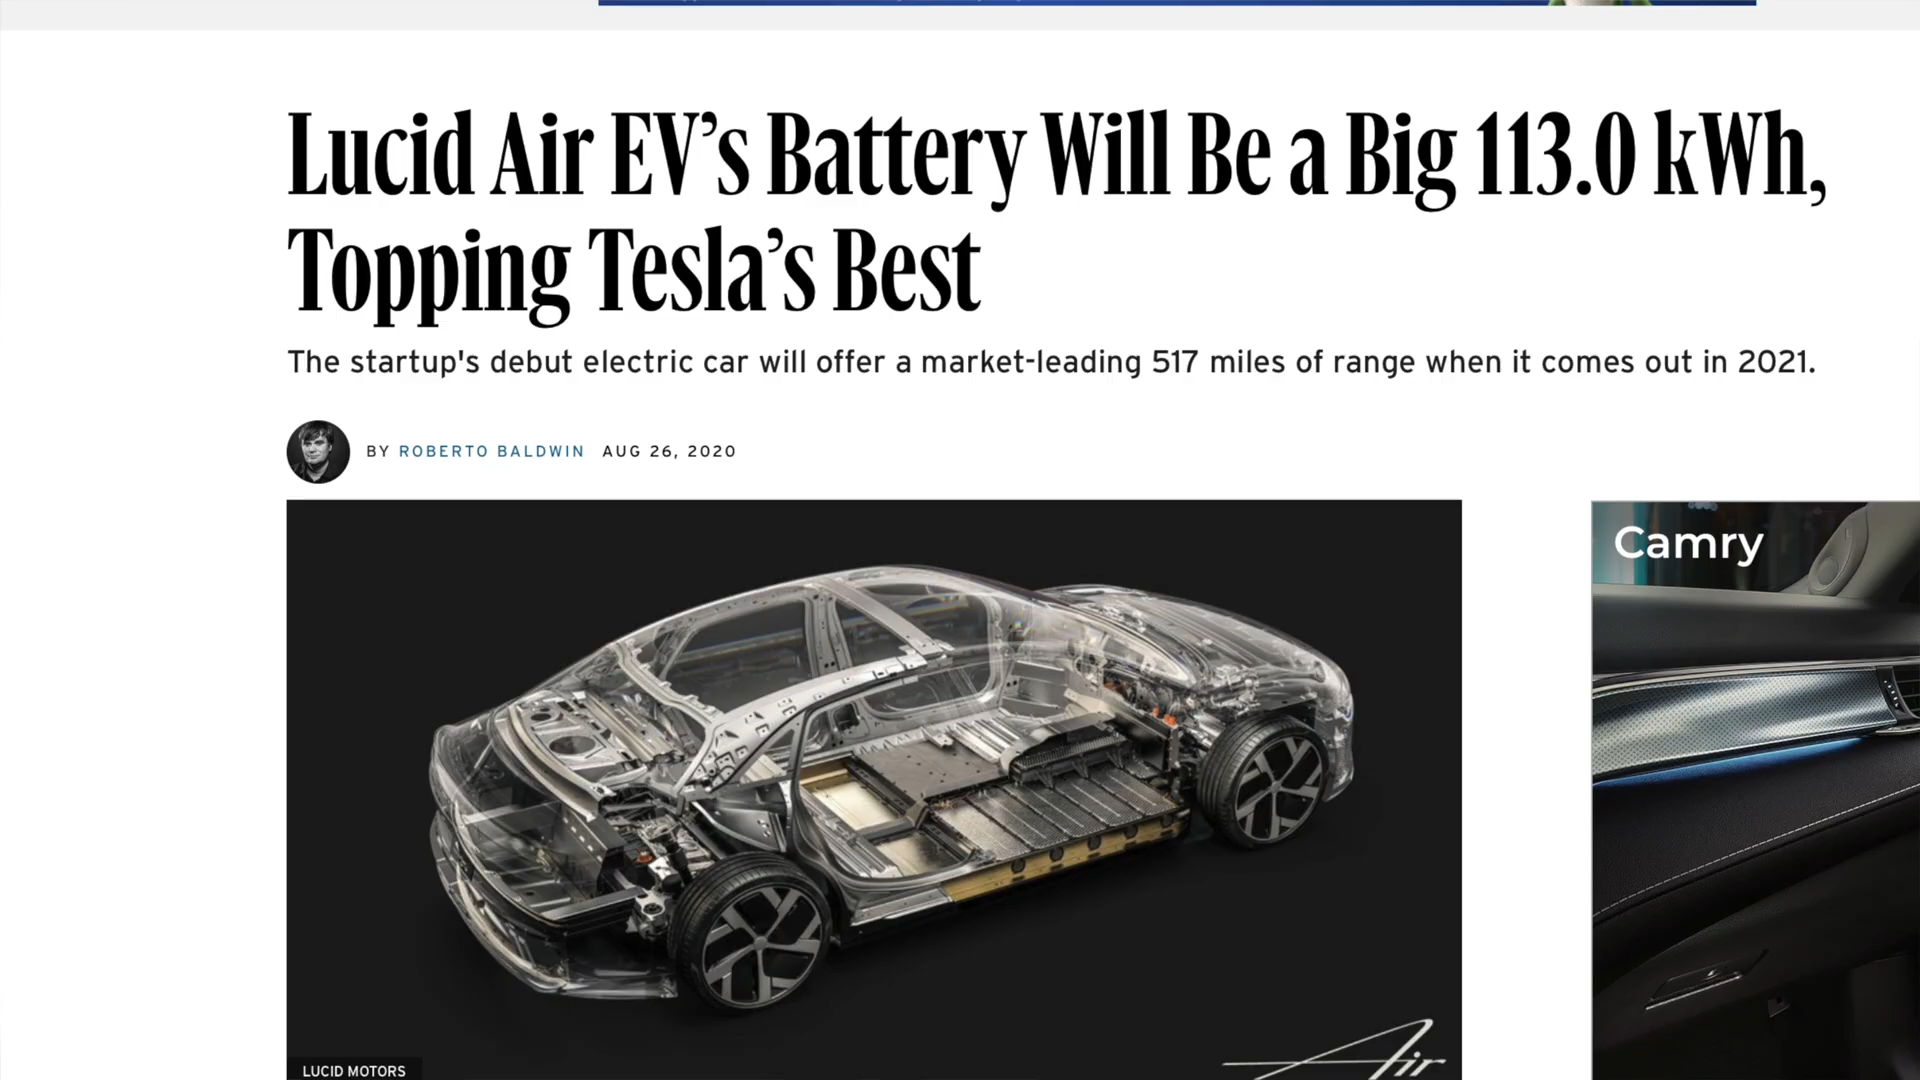 Lucid Air EV’s Battery Will Be a Big 113.0 kWh,
Topping Tesla’s Best
The startup's debut electric car will offer a market-leading 517 miles of range when it comes out in 2021.
BY ROBERTO BALDWIN AUG 26, 2020
Camry
Air
LUCID MOTORS